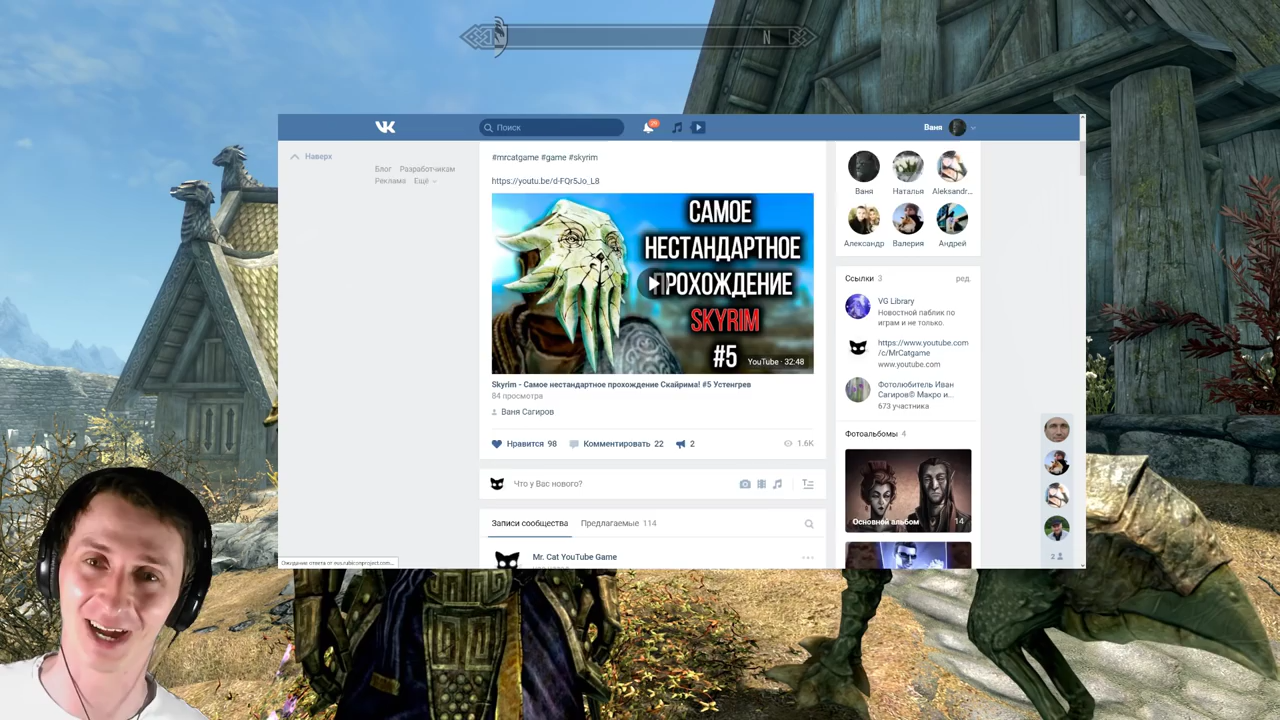 N
Поиск
20
Ваня
Наверх
Блог Разработчикам
Реклама Ещё
#mrcatgame #game #skyrim
https://youtu.be/d-FQr5Jo_L8
САМОЕ
НЕСТАНДАРТНОЕ
ПРОХОЖДЕНИЕ
SKYRIM
#5
YouTube · 32:48
Skyrim - Самое нестандартное прохождение Скайрима! #5 Устенгрев
84 просмотра
Ваня Сагиров
Нравится 98 Комментировать 22 2 1.6K
Что у Вас нового?
Записи сообщества Предлагаемые 114
Mr. Cat YouTube Game
Ваня Наталья Aleksandr...
Александр Валерия Андрей
Ссылки 3 ред.
VG Library
Новостной паблик по
играм и не только.
https://www.youtube.com
/c/MrCatgame
www.youtube.com
Фотолюбитель Иван
Сагиров© Макро и...
673 участника
Фотоальбомы 4
Основной альбом 14
2